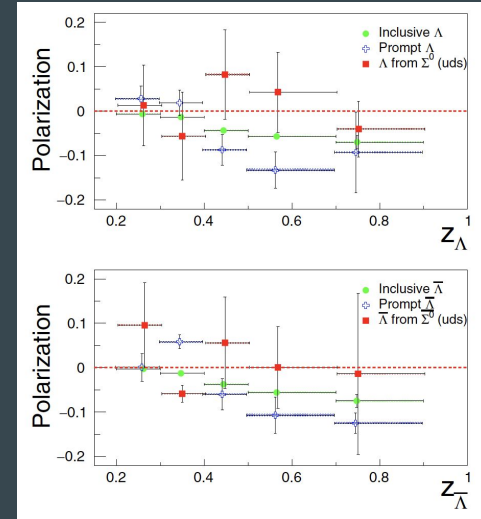 Polarization
0.2
0.1
0
−0.1
−0.2
Inclusive Λ
Prompt Λ
Λ from Σ⁰ (uds)
0.2 0.4 0.6 0.8 1
z_Λ
Polarization
0.2
0.1
0
−0.1
−0.2
Inclusive Λ̅
Prompt Λ̅
Λ̅ from Σ̅⁰ (uds)
0.2 0.4 0.6 0.8 1
z_Λ̅